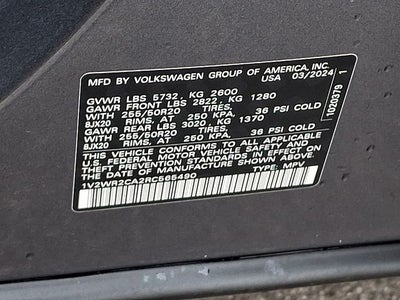 MFD BY VOLKSWAGEN GROUP OF AMERICA, INC.
USA 03/2024
GVWR LBS 5732, KG 2600
GAWR FRONT LBS 2822, KG 1280
WITH 255/50R20 TIRES,
8JX20 RIMS, AT 250 KPA, 36 PSI COLD
GAWR REAR LBS 3020, KG 1370
WITH 255/50R20 TIRES,
8JX20 RIMS, AT 250 KPA, 36 PSI COLD
THIS VEHICLE CONFORMS TO ALL APPLICABLE
U.S. FEDERAL MOTOR VEHICLE SAFETY AND
THEFT PREVENTION STANDARDS IN EFFECT
ON THE DATE OF MANUFACTURE SHOWN ABOVE.
1V2WR2CA2RC565490 TYPE: MPV
1020379 1